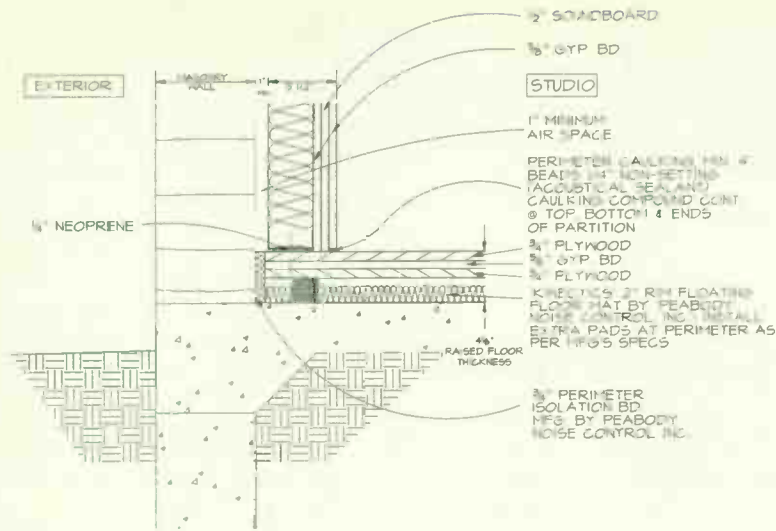 1/2" SOUNDBOARD
5/8" GYP BD
EXTERIOR
MASONRY
WALL
1"
STUDIO
1" MINIMUM
AIR SPACE
PERIMETER CAULKING MIN 4
BEADS 1/4" NON-SETTING
(ACOUSTICAL SEALANT)
CAULKING COMPOUND CONT
@ TOP BOTTOM & ENDS
OF PARTITION
1/4" NEOPRENE
3/4" PLYWOOD
5/8" GYP BD
3/4" PLYWOOD
KINETICS 2" RIM FLOATING
FLOOR MAT BY PEABODY
NOISE CONTROL INC. INSTALL
EXTRA PADS AT PERIMETER AS
PER MFG'S SPECS
RAISED FLOOR
THICKNESS
3/4" PERIMETER
ISOLATION BD
MFG BY PEABODY
NOISE CONTROL INC.